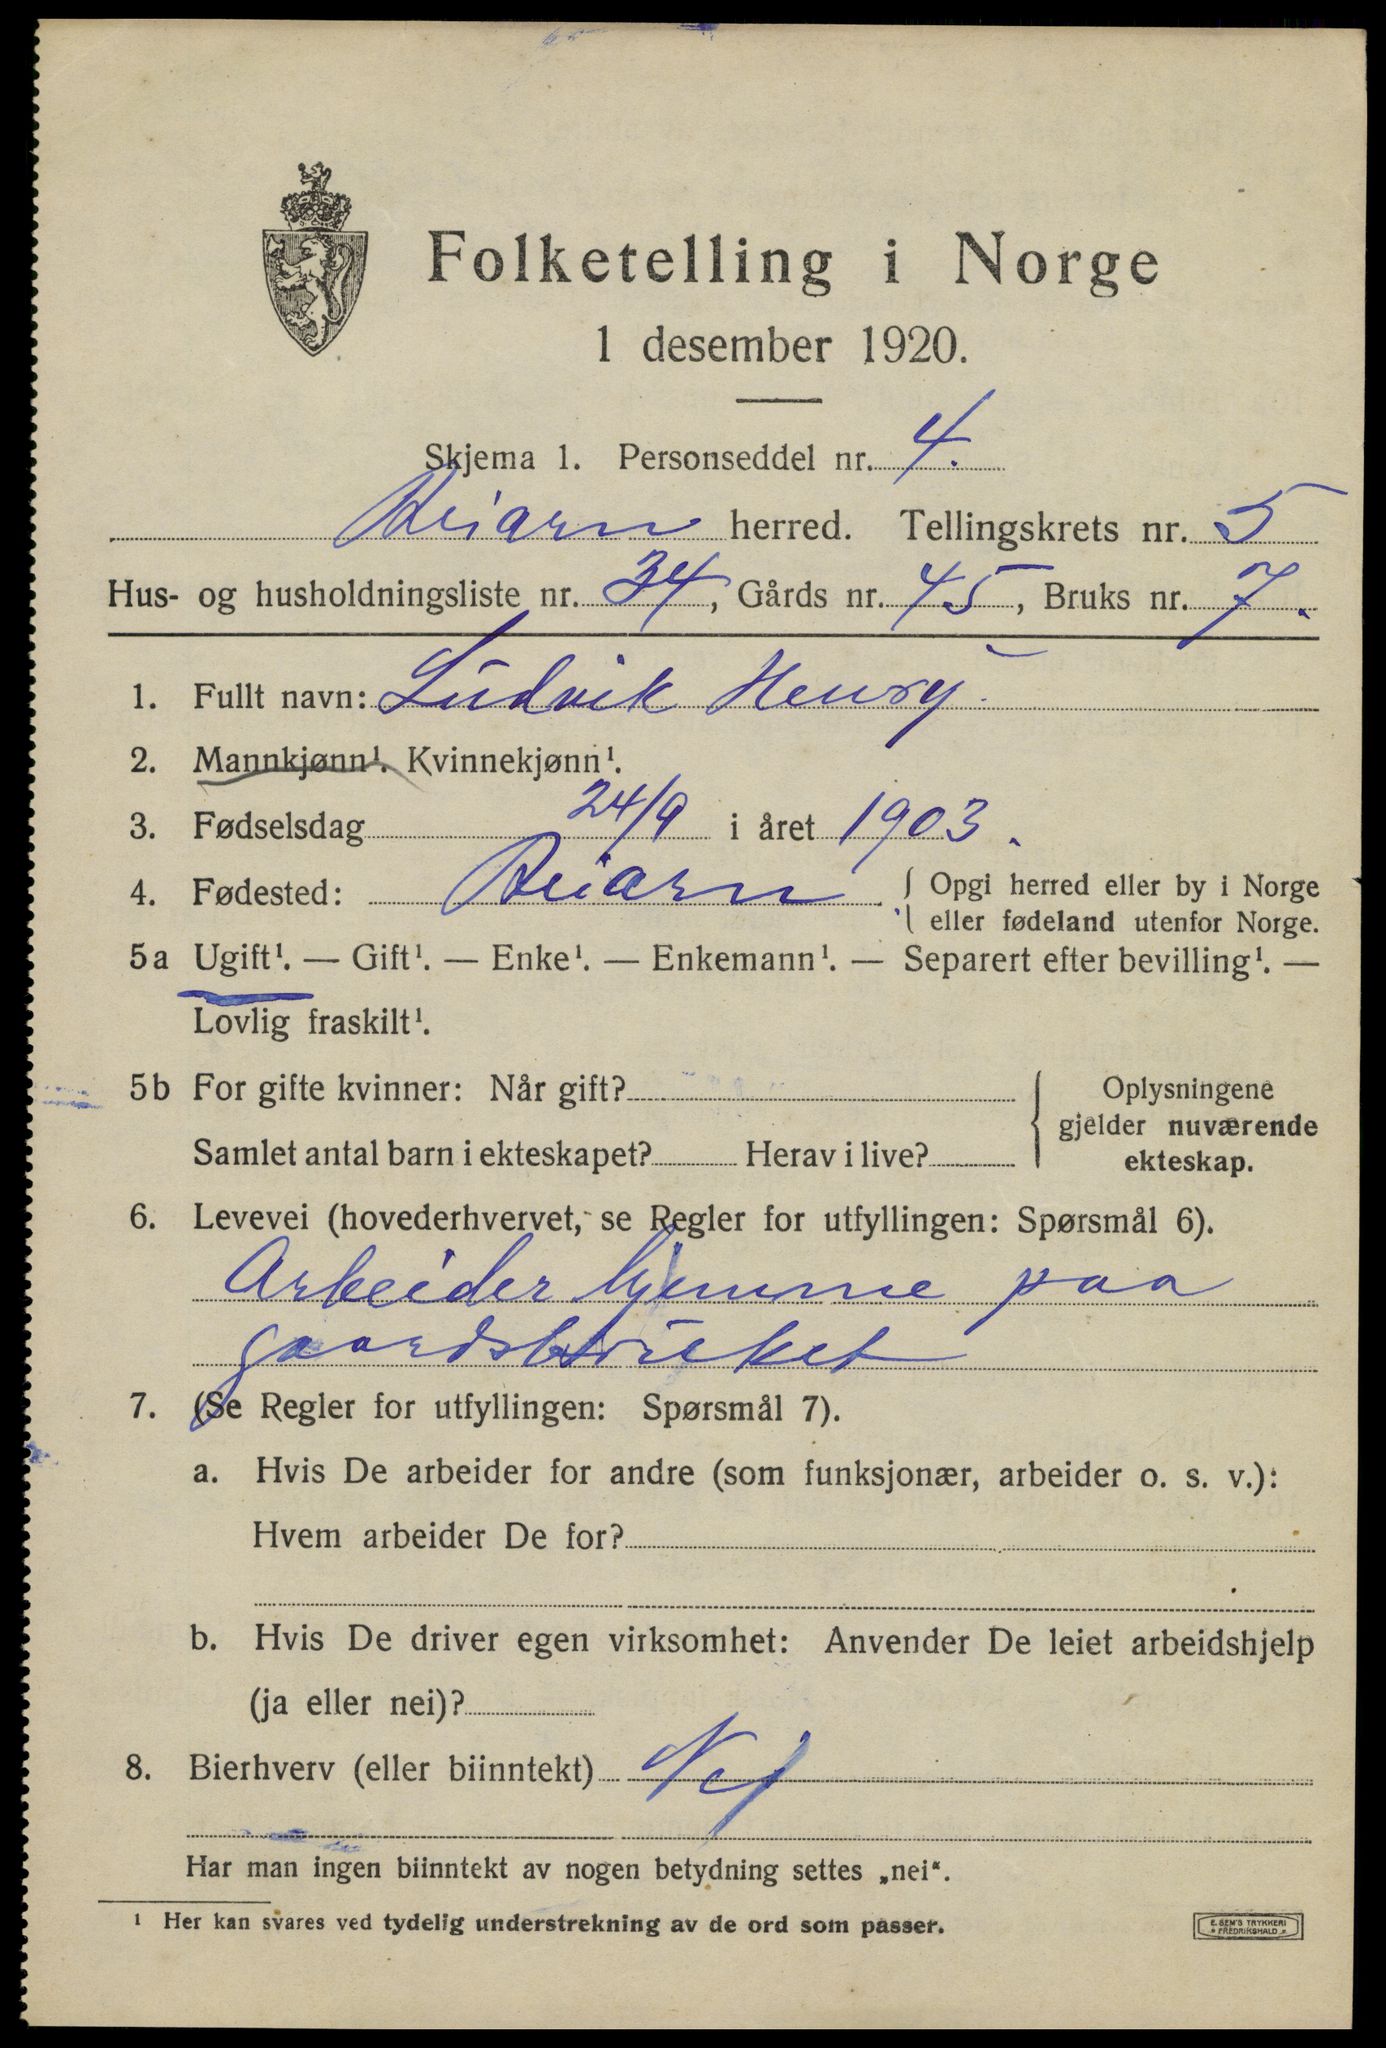 Folketelling i Norge
1 desember 1920.
Skjema 1. Personseddel nr. 4.
Beiarn herred. Tellingskrets nr. 5
Hus- og husholdningsliste nr. 34, Gårds nr. 45, Bruks nr. 7.
1. Fullt navn: Ludvik Henry
2. Mannkjønn¹. Kvinnekjønn¹.
3. Fødselsdag 24/9 i året 1903.
4. Fødested: Beiarn { Opgi herred eller by i Norge
eller fødeland utenfor Norge.
5a Ugift¹. — Gift¹. — Enke¹. — Enkemann¹. — Separert efter bevilling¹. —
Lovlig fraskilt¹.
5b For gifte kvinner: Når gift? { Oplysningene
gjelder nuværende
Samlet antal barn i ekteskapet? Herav i live? ekteskap.
6. Levevei (hovederhvervet, se Regler for utfyllingen: Spørsmål 6).
Arbeider hjemme paa
gaardsbruket
7. (Se Regler for utfyllingen: Spørsmål 7).
a. Hvis De arbeider for andre (som funksjonær, arbeider o. s. v.):
Hvem arbeider De for?
b. Hvis De driver egen virksomhet: Anvender De leiet arbeidshjelp
(ja eller nei)?
8. Bierhverv (eller biinntekt) Nej
Har man ingen biinntekt av nogen betydning settes „nei".
¹ Her kan svares ved tydelig understrekning av de ord som passer.
E. SEM'S TRYKKERI
FREDRIKSHALD